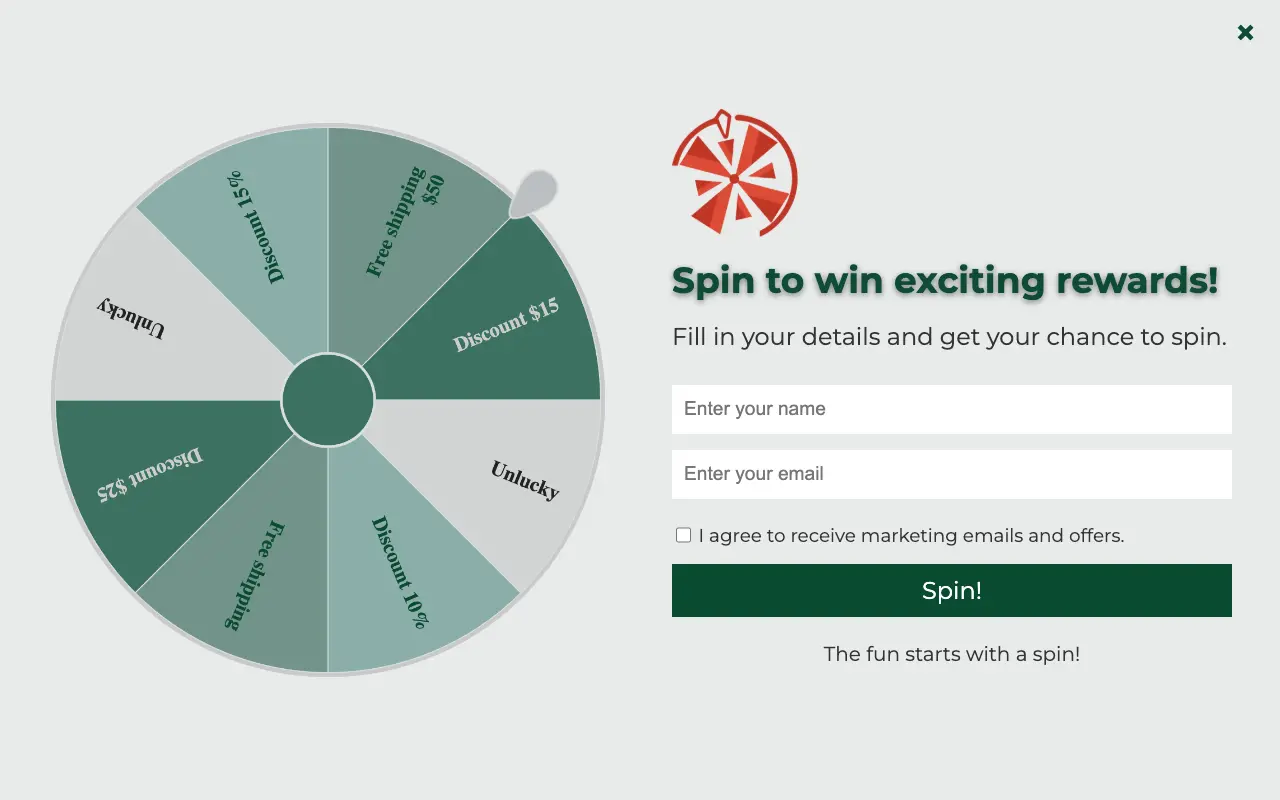 Free shipping
$50
Discount $15
Unlucky
Discount 10%
Free shipping
Discount $25
Unlucky
Discount 15%
Spin to win exciting rewards!
Fill in your details and get your chance to spin.
Enter your name
Enter your email
I agree to receive marketing emails and offers.
Spin!
The fun starts with a spin!